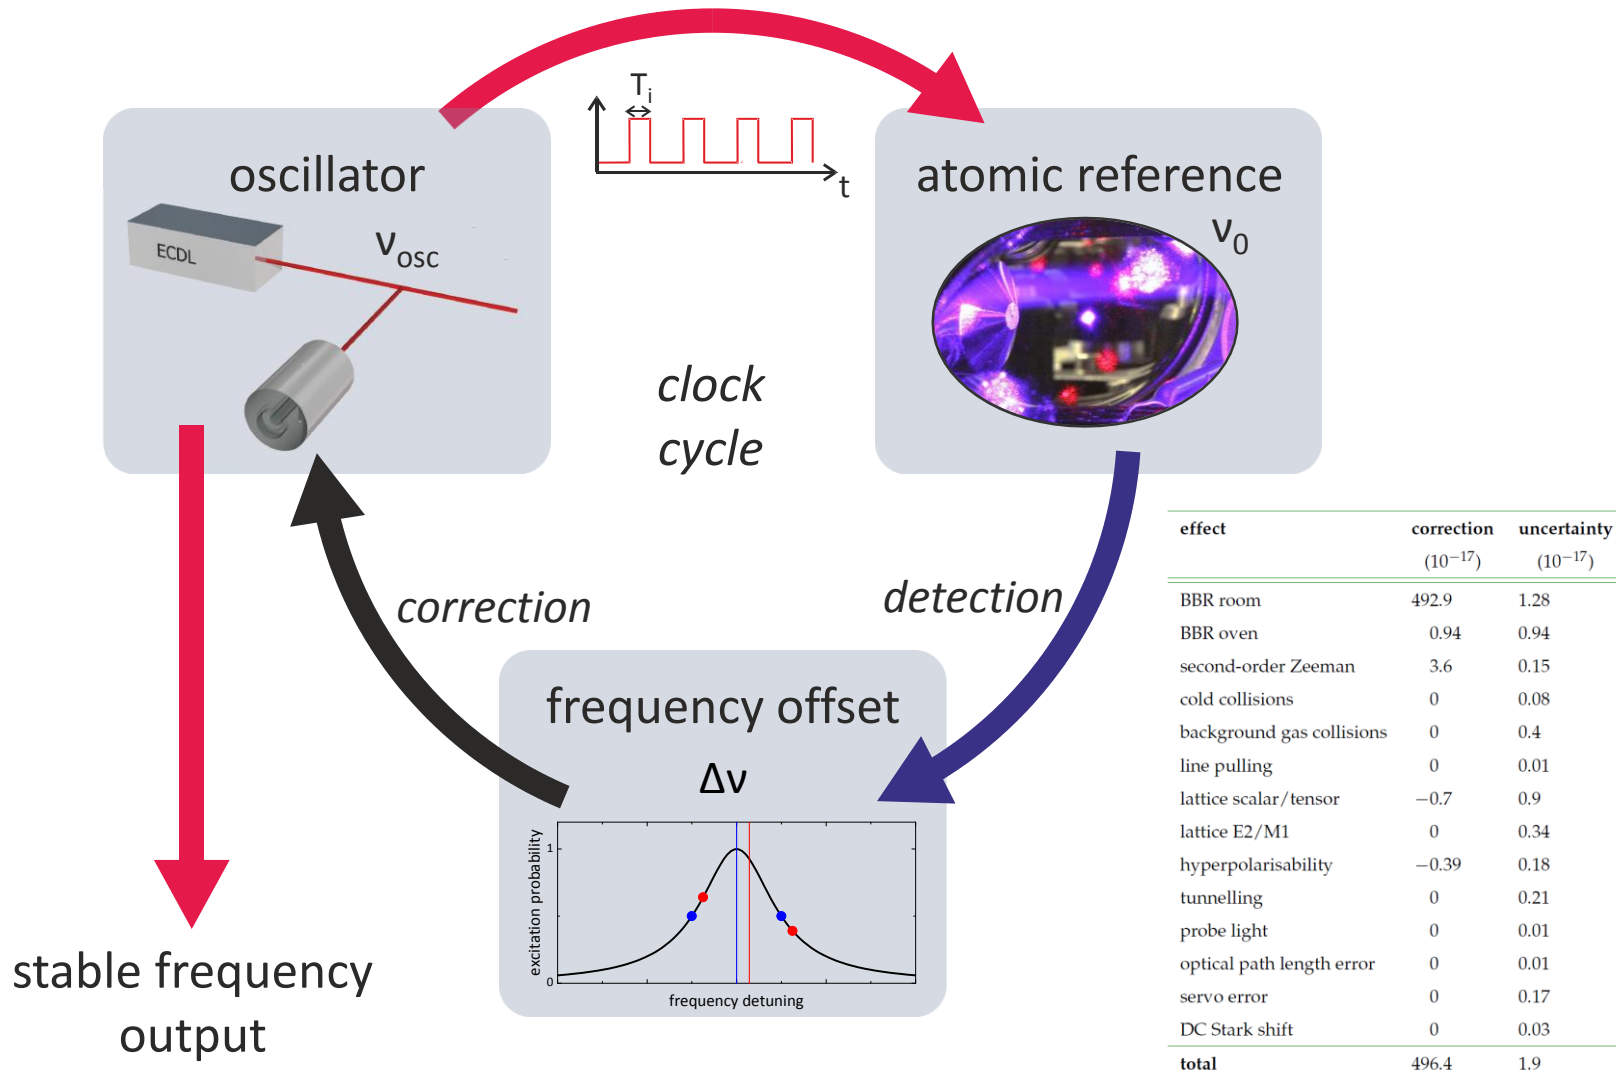 T_i
t
oscillator
ν_osc
ECDL
atomic reference
ν_0
clock
cycle
correction
detection
frequency offset
Δν
excitation probability
1
0
frequency detuning
stable frequency
output
effect correction uncertainty
(10^−17) (10^−17)
BBR room 492.9 1.28
BBR oven 0.94 0.94
second-order Zeeman 3.6 0.15
cold collisions 0 0.08
background gas collisions 0 0.4
line pulling 0 0.01
lattice scalar/tensor −0.7 0.9
lattice E2/M1 0 0.34
hyperpolarisability −0.39 0.18
tunnelling 0 0.21
probe light 0 0.01
optical path length error 0 0.01
servo error 0 0.17
DC Stark shift 0 0.03
total 496.4 1.9